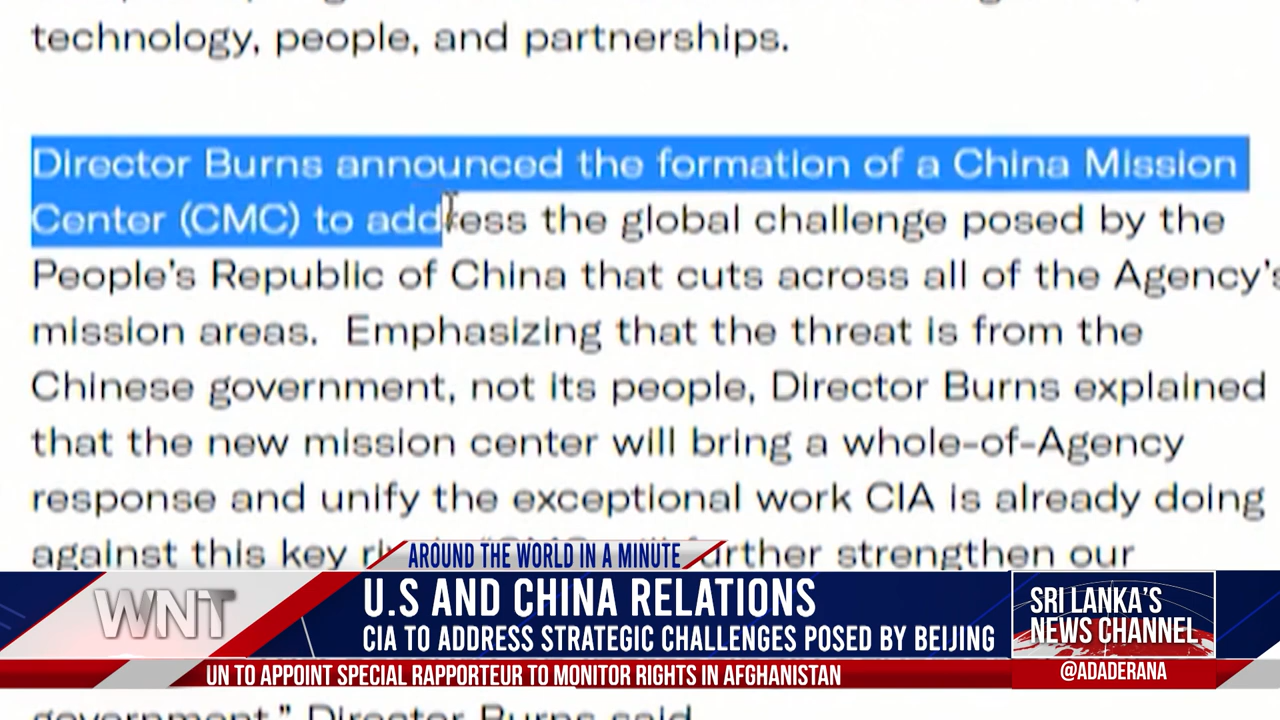 technology, people, and partnerships.
Director Burns announced the formation of a China Mission
Center (CMC) to address the global challenge posed by the
People's Republic of China that cuts across all of the Agency's
mission areas.  Emphasizing that the threat is from the
Chinese government, not its people, Director Burns explained
that the new mission center will bring a whole-of-Agency
response and unify the exceptional work CIA is already doing
against this key further strengthen our
AROUND THE WORLD IN A MINUTE
WNT
U.S AND CHINA RELATIONS
CIA TO ADDRESS STRATEGIC CHALLENGES POSED BY BEIJING
SRI LANKA'S
NEWS CHANNEL
@ADADERANA
UN TO APPOINT SPECIAL RAPPORTEUR TO MONITOR RIGHTS IN AFGHANISTAN
government." Director Burns said